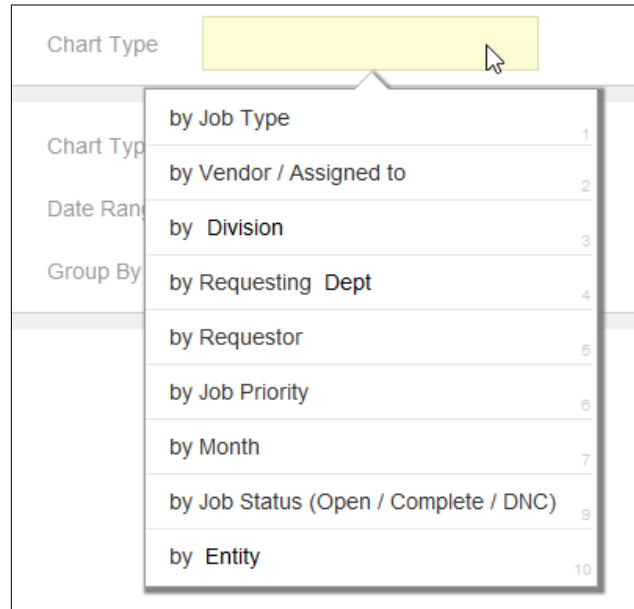 Chart Type
by Job Type
1
Chart Typ
by Vendor / Assigned to
2
Date Rang
by Division
3
Group By
by Requesting Dept
4
by Requestor
5
by Job Priority
6
by Month
7
by Job Status (Open / Complete / DNC)
9
by Entity
10